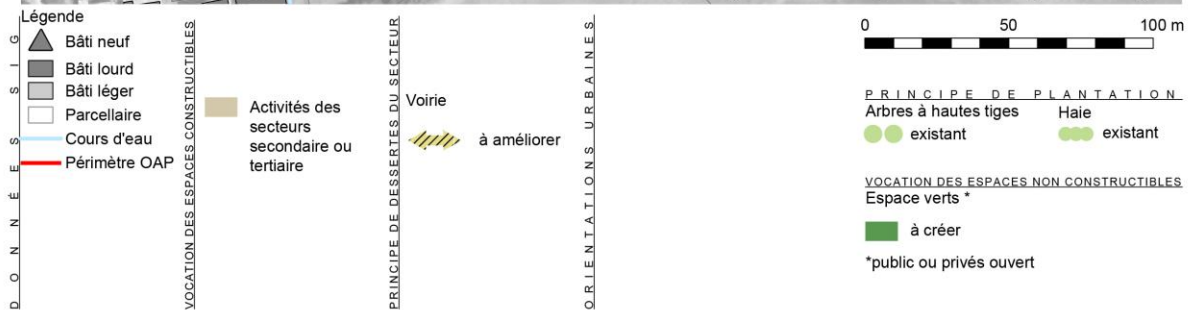 DONNÉES SIG
Légende
Bâti neuf
Bâti lourd
Bâti léger
Parcellaire
Cours d'eau
Périmètre OAP
VOCATION DES ESPACES CONSTRUCTIBLES
Activités des
secteurs
secondaire ou
tertiaire
PRINCIPE DE DESSERTES DU SECTEUR
Voirie
à améliorer
ORIENTATIONS URBAINES
0 50 100 m
PRINCIPE DE PLANTATION
Arbres à hautes tiges
existant
Haie
existant
VOCATION DES ESPACES NON CONSTRUCTIBLES
Espace verts *
à créer
*public ou privés ouvert